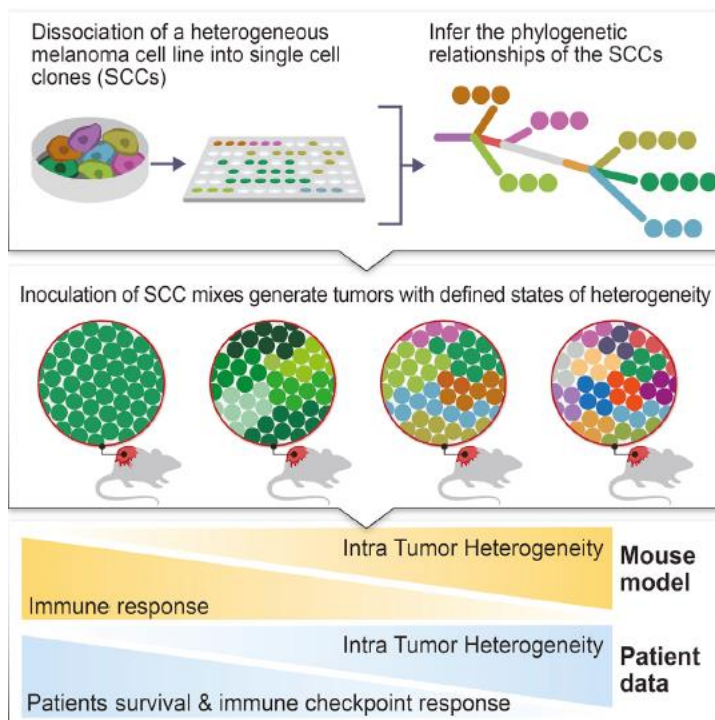 Dissociation of a heterogeneous
melanoma cell line into single cell
clones (SCCs)
Infer the phylogenetic
relationships of the SCCs
Inoculation of SCC mixes generate tumors with defined states of heterogeneity
Intra Tumor Heterogeneity
Immune response
Mouse
model
Intra Tumor Heterogeneity
Patients survival & immune checkpoint response
Patient
data